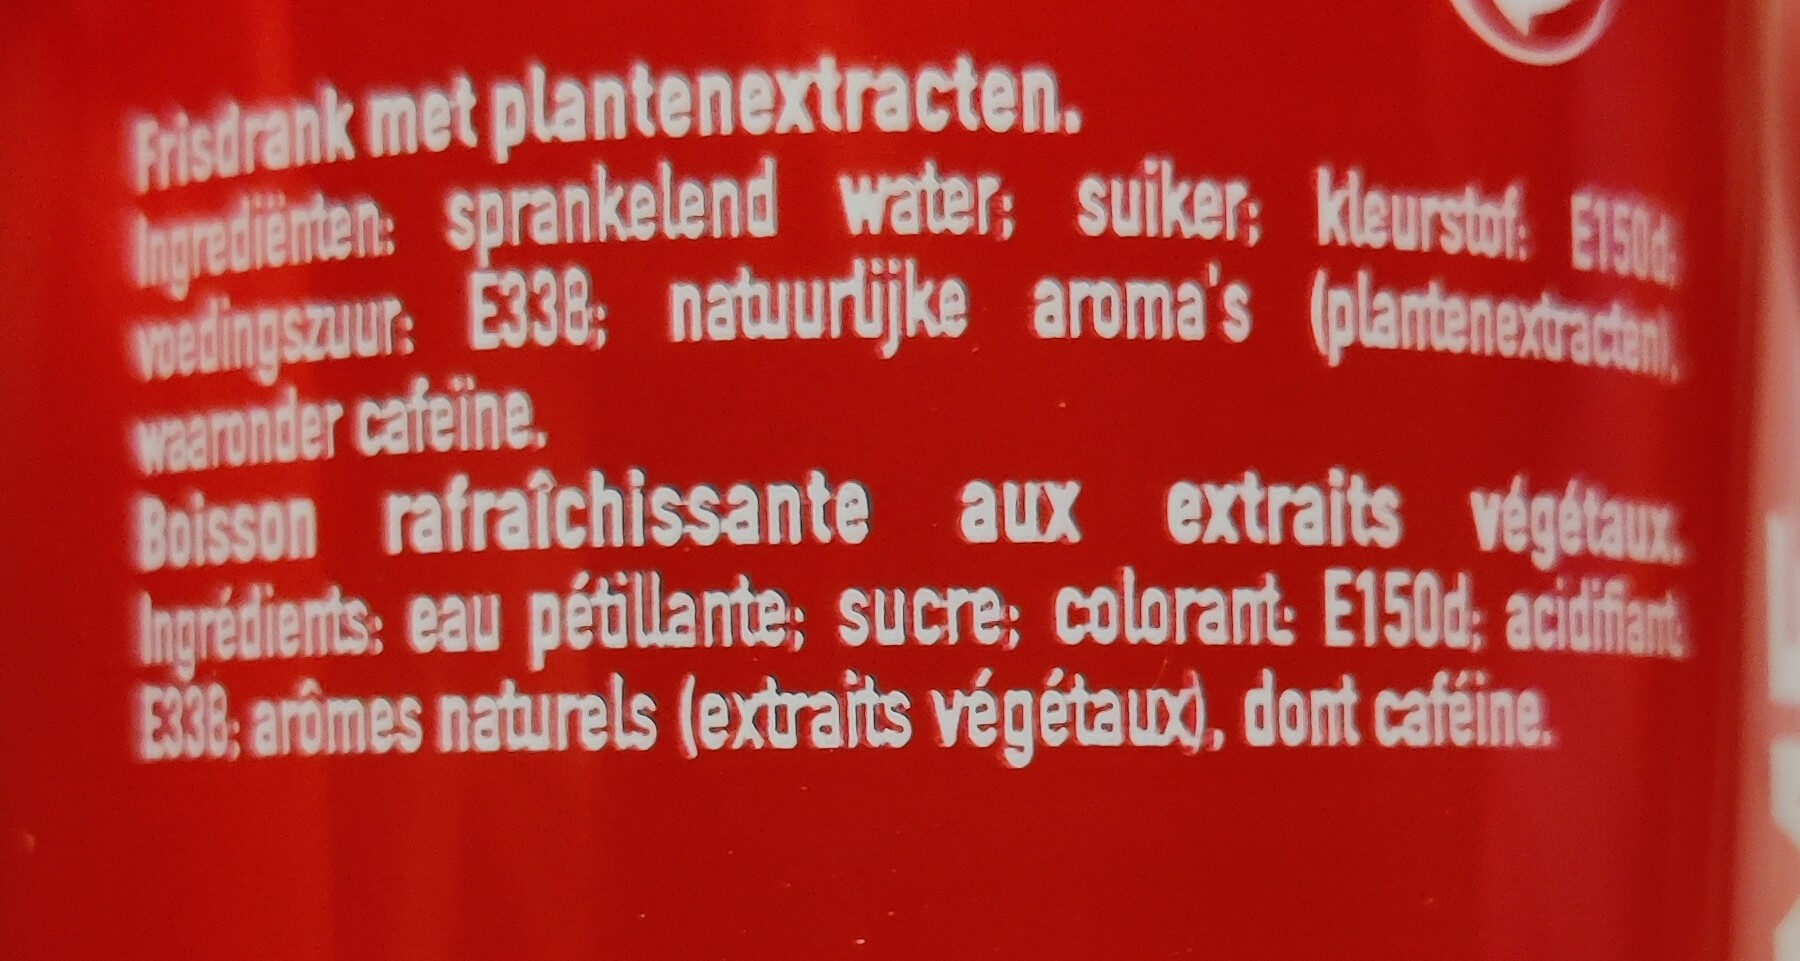 Frisdrank met plantenextracten.
Ingrediënten: sprankelend water; suiker; kleurstof: E150d;
voedingszuur: E338; natuurlijke aroma's (plantenextracten),
waaronder cafeïne.
Boisson rafraîchissante aux extraits végétaux.
Ingrédients: eau pétillante; sucre; colorant: E150d; acidifiant:
E338; arômes naturels (extraits végétaux), dont caféine.